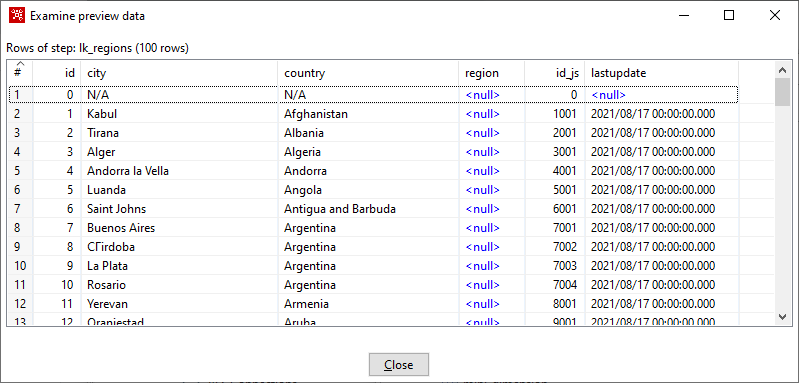 Examine preview data
Rows of step: lk_regions (100 rows)
# id city country region id_js lastupdate
1 0 N/A N/A <null> 0 <null>
2 1 Kabul Afghanistan <null> 1001 2021/08/17 00:00:00.000
3 2 Tirana Albania <null> 2001 2021/08/17 00:00:00.000
4 3 Alger Algeria <null> 3001 2021/08/17 00:00:00.000
5 4 Andorra la Vella Andorra <null> 4001 2021/08/17 00:00:00.000
6 5 Luanda Angola <null> 5001 2021/08/17 00:00:00.000
7 6 Saint Johns Antigua and Barbuda <null> 6001 2021/08/17 00:00:00.000
8 7 Buenos Aires Argentina <null> 7001 2021/08/17 00:00:00.000
9 8 CГіrdoba Argentina <null> 7002 2021/08/17 00:00:00.000
10 9 La Plata Argentina <null> 7003 2021/08/17 00:00:00.000
11 10 Rosario Argentina <null> 7004 2021/08/17 00:00:00.000
12 11 Yerevan Armenia <null> 8001 2021/08/17 00:00:00.000
13 12 Oranjestad Aruba <null> 9001 2021/08/17 00:00:00.000
Close